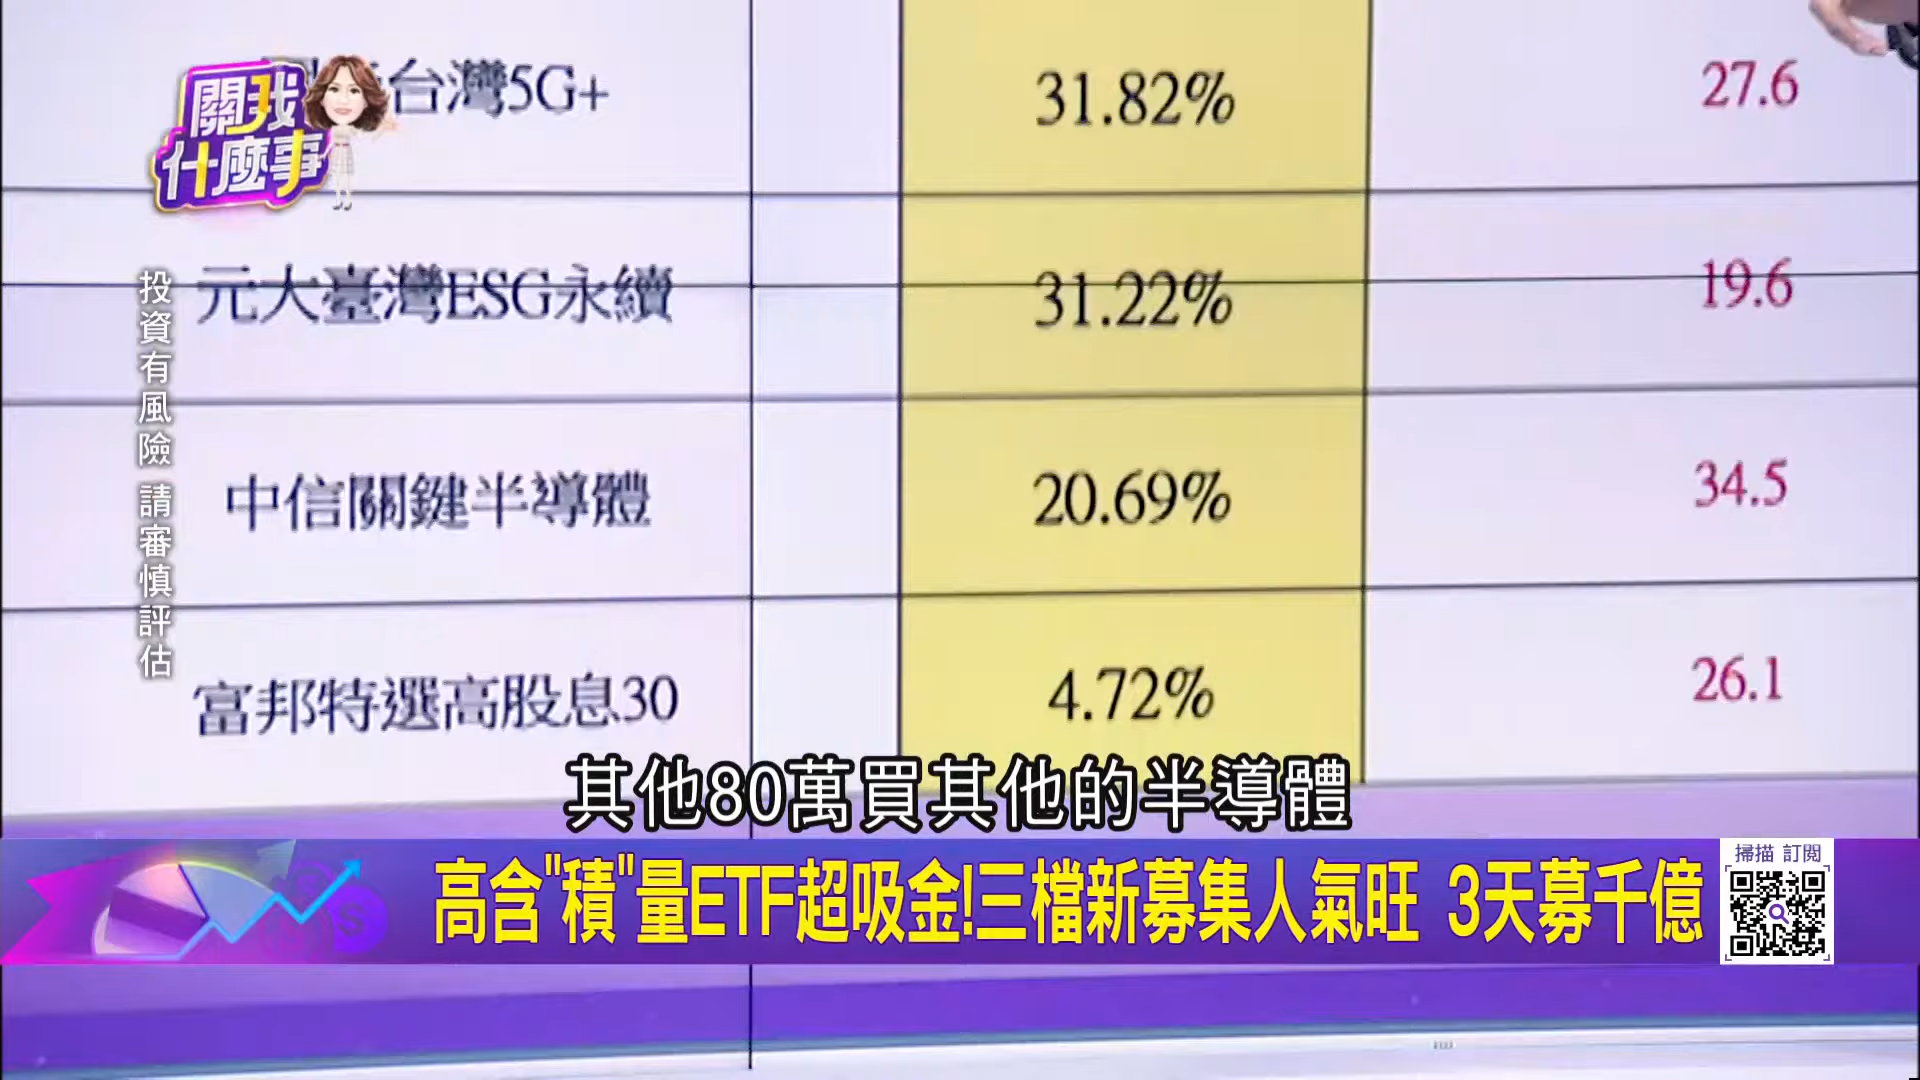 關我
什麼事
台灣5G+ 31.82% 27.6
元大臺灣ESG永續 31.22% 19.6
中信關鍵半導體 20.69% 34.5
富邦特選高股息30 4.72% 26.1
投資有風險 請審慎評估
其他80萬買其他的半導體
高含"積"量ETF超吸金!三檔新募集人氣旺 3天募千億
掃描 訂閱